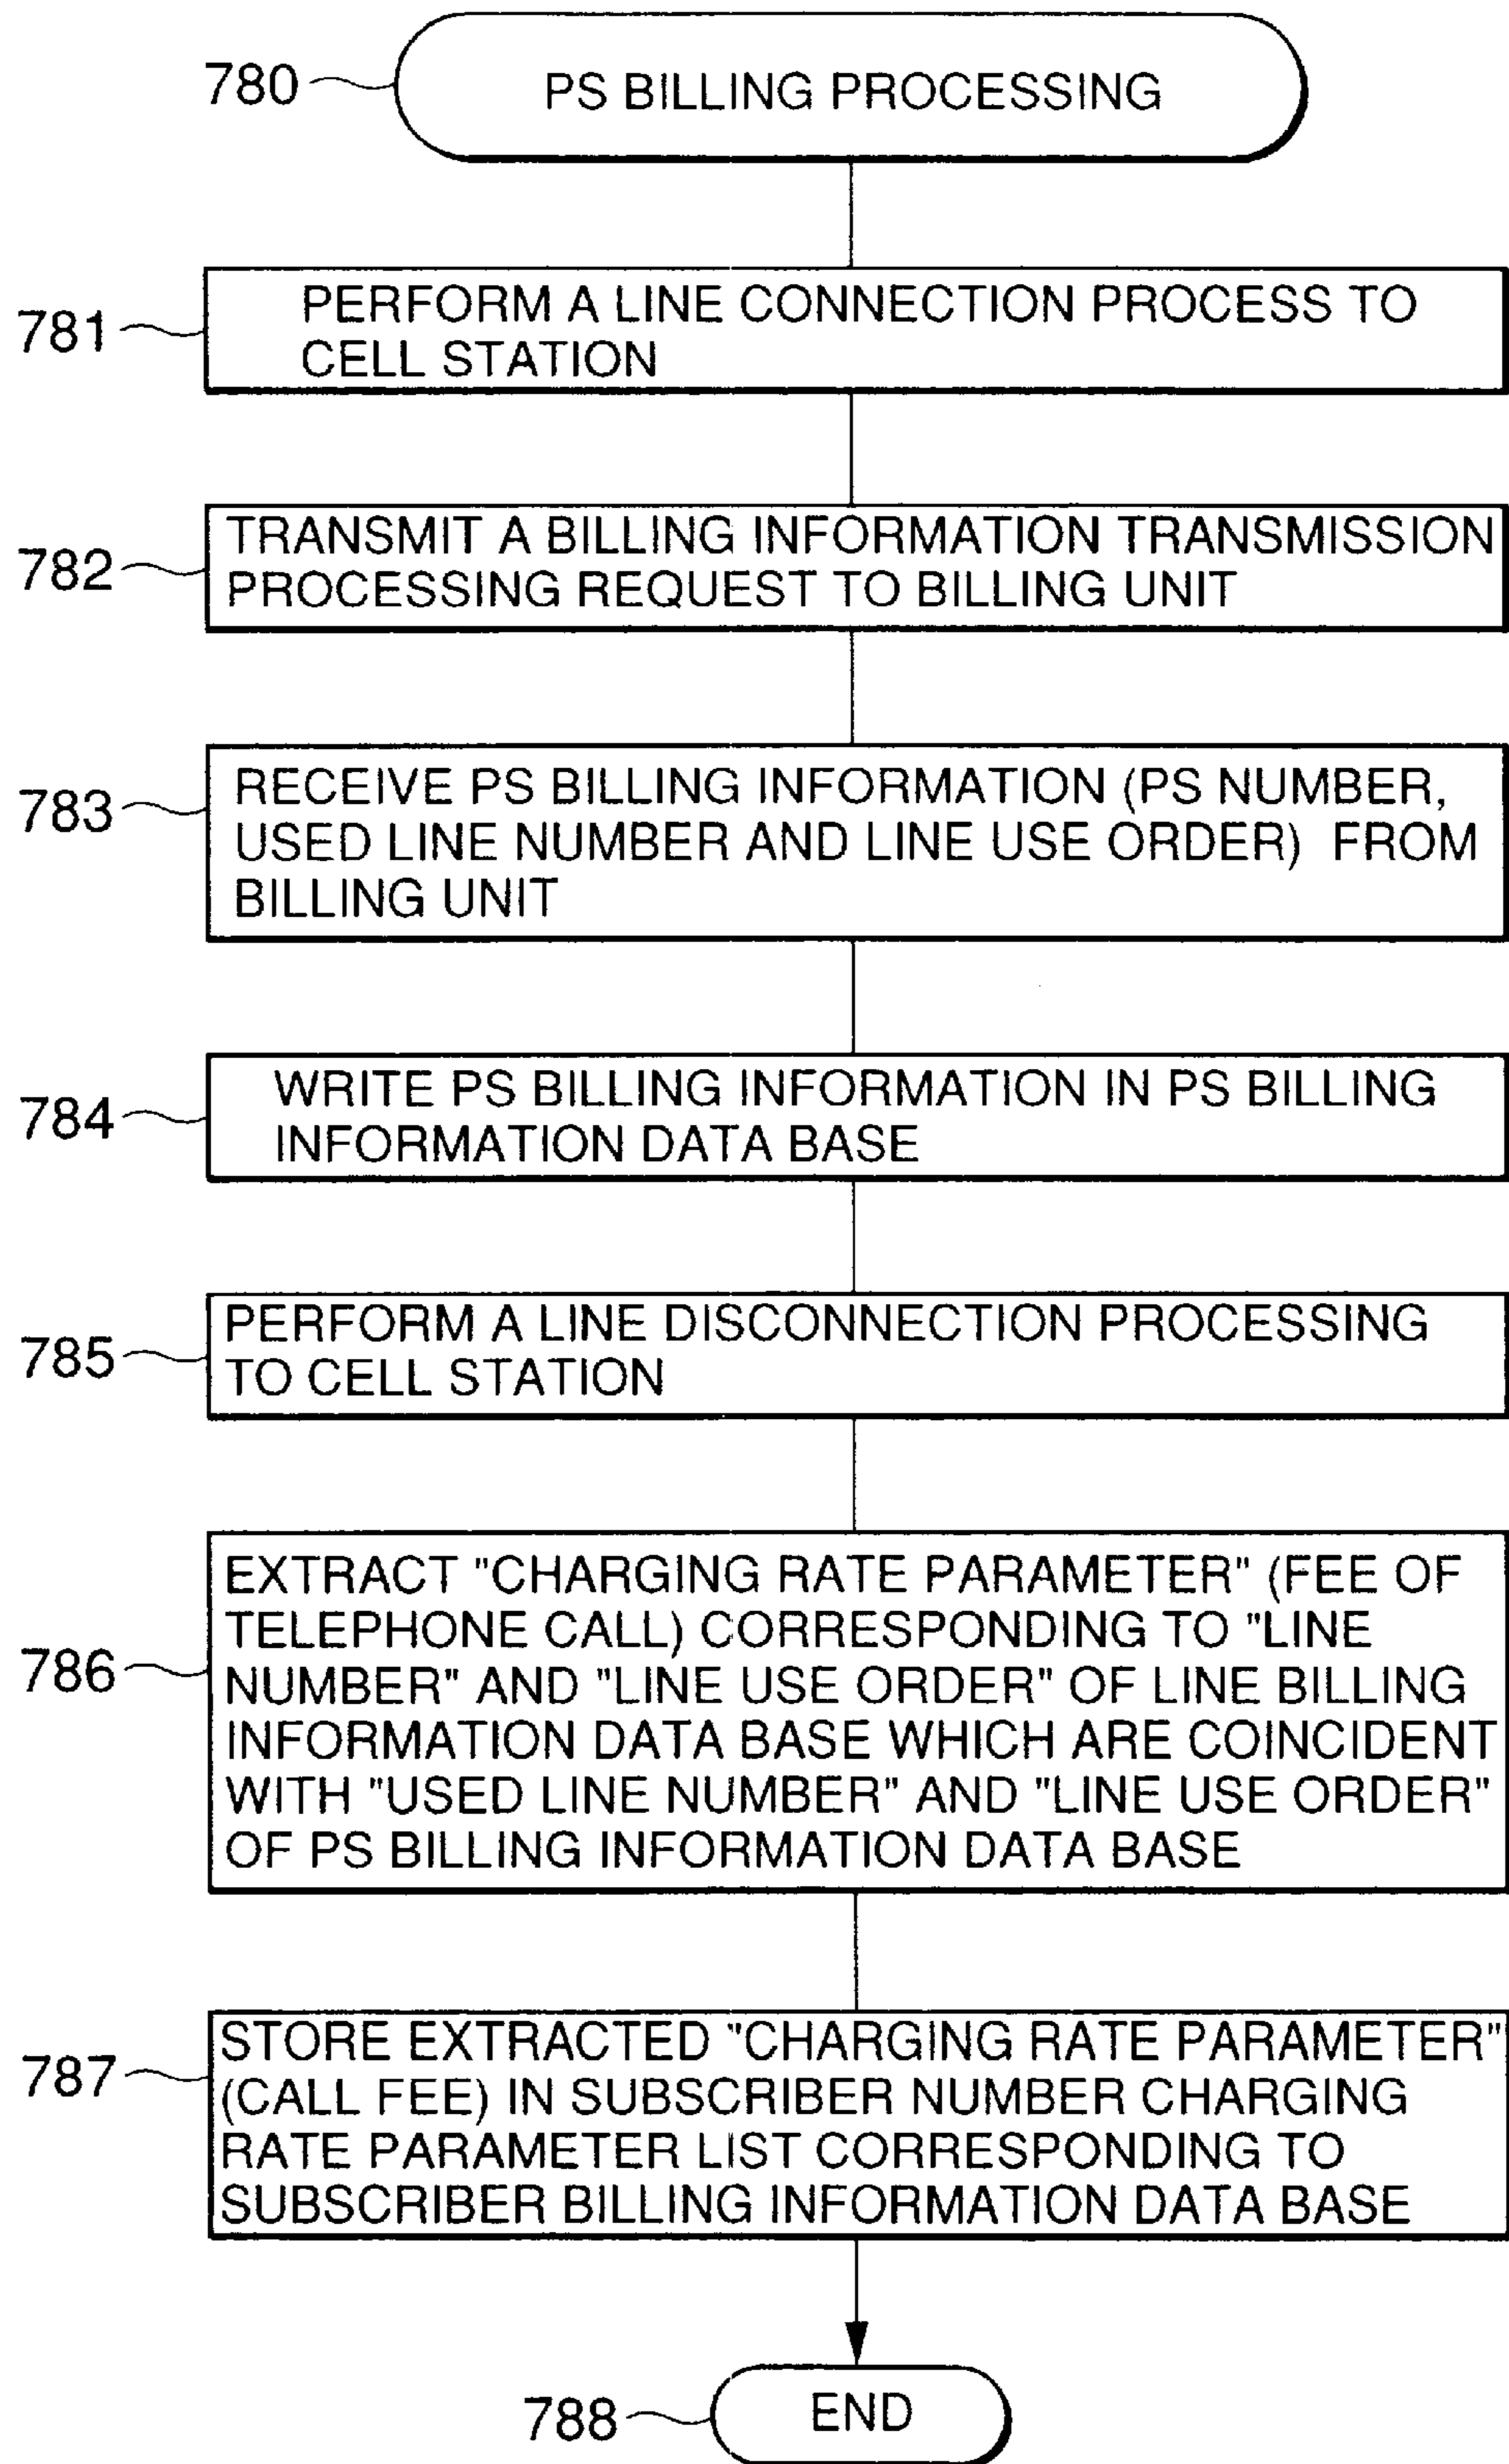 780
PS BILLING PROCESSING
781
PERFORM A LINE CONNECTION PROCESS TO
CELL STATION
782
TRANSMIT A BILLING INFORMATION TRANSMISSION
PROCESSING REQUEST TO BILLING UNIT
783
RECEIVE PS BILLING INFORMATION (PS NUMBER,
USED LINE NUMBER AND LINE USE ORDER) FROM
BILLING UNIT
784
WRITE PS BILLING INFORMATION IN PS BILLING
INFORMATION DATA BASE
785
PERFORM A LINE DISCONNECTION PROCESSING
TO CELL STATION
786
EXTRACT "CHARGING RATE PARAMETER" (FEE OF
TELEPHONE CALL) CORRESPONDING TO "LINE
NUMBER" AND "LINE USE ORDER" OF LINE BILLING
INFORMATION DATA BASE WHICH ARE COINCIDENT
WITH "USED LINE NUMBER" AND "LINE USE ORDER"
OF PS BILLING INFORMATION DATA BASE
787
STORE EXTRACTED "CHARGING RATE PARAMETER"
(CALL FEE) IN SUBSCRIBER NUMBER CHARGING
RATE PARAMETER LIST CORRESPONDING TO
SUBSCRIBER BILLING INFORMATION DATA BASE
788
END